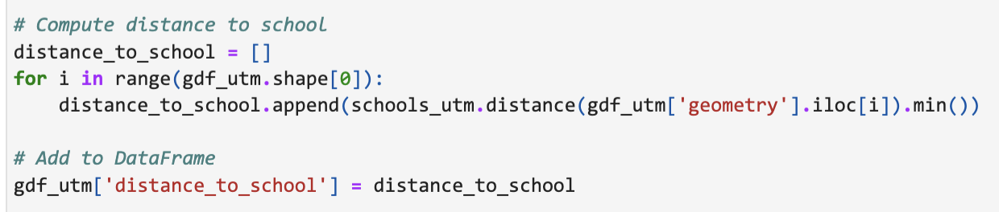 # Compute distance to school
distance_to_school = []
for i in range(gdf_utm.shape[0]):
    distance_to_school.append(schools_utm.distance(gdf_utm['geometry'].iloc[i]).min())
# Add to DataFrame
gdf_utm['distance_to_school'] = distance_to_school